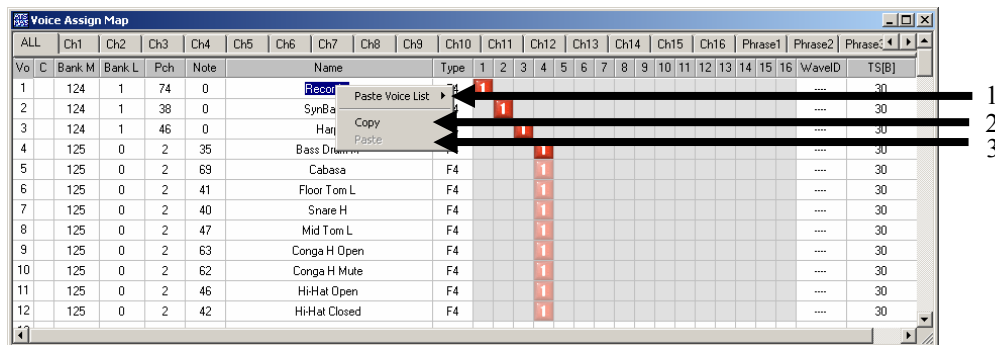 Voice Assign Map
ALL Ch1 Ch2 Ch3 Ch4 Ch5 Ch6 Ch7 Ch8 Ch9 Ch10 Ch11 Ch12 Ch13 Ch14 Ch15 Ch16 Phrase1 Phrase2 Phrase3
Vo C Bank M Bank L Pch Note Name Type 1 2 3 4 5 6 7 8 9 10 11 12 13 14 15 16 WaveID TS[B]
1 124 1 74 0 1 ---- 30
2 124 1 38 0 1 ---- 30
3 124 1 46 0 1 ---- 30
4 125 0 2 35 Bass 1 ---- 30
5 125 0 2 69 Cabasa F4 1 ---- 30
6 125 0 2 41 Floor Tom L F4 1 ---- 30
7 125 0 2 40 Snare H F4 1 ---- 30
8 125 0 2 47 Mid Tom L F4 1 ---- 30
9 125 0 2 63 Conga H Open F4 1 ---- 30
10 125 0 2 62 Conga H Mute F4 1 ---- 30
11 125 0 2 46 Hi-Hat Open F4 1 ---- 30
12 125 0 2 42 Hi-Hat Closed F4 1 ---- 30
Paste Voice List
Copy
Paste
1
2
3